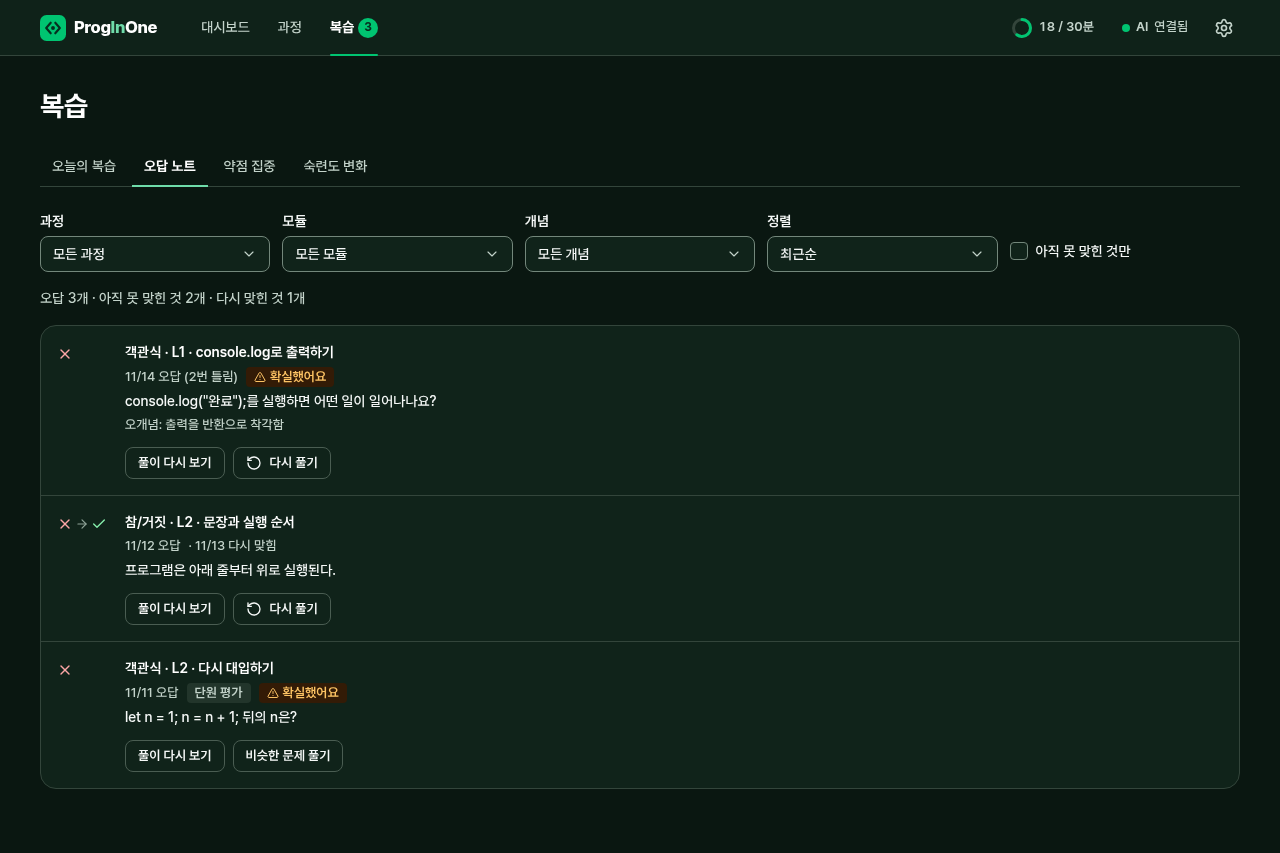 ProgInOne 대시보드 과정 복습 3 18 / 30분 AI 연결됨
복습
오늘의 복습 오답 노트 약점 집중 숙련도 변화
과정 모듈 개념 정렬
모든 과정 모든 모듈 모든 개념 최근순 아직 못 맞힌 것만
오답 3개 · 아직 못 맞힌 것 2개 · 다시 맞힌 것 1개
객관식 · L1 · console.log로 출력하기
11/14 오답 (2번 틀림) 확실했어요
console.log("완료");를 실행하면 어떤 일이 일어나나요?
오개념: 출력을 반환으로 착각함
풀이 다시 보기 다시 풀기
참/거짓 · L2 · 문장과 실행 순서
11/12 오답 · 11/13 다시 맞힘
프로그램은 아래 줄부터 위로 실행된다.
풀이 다시 보기 다시 풀기
객관식 · L2 · 다시 대입하기
11/11 오답 단원 평가 확실했어요
let n = 1; n = n + 1; 뒤의 n은?
풀이 다시 보기 비슷한 문제 풀기